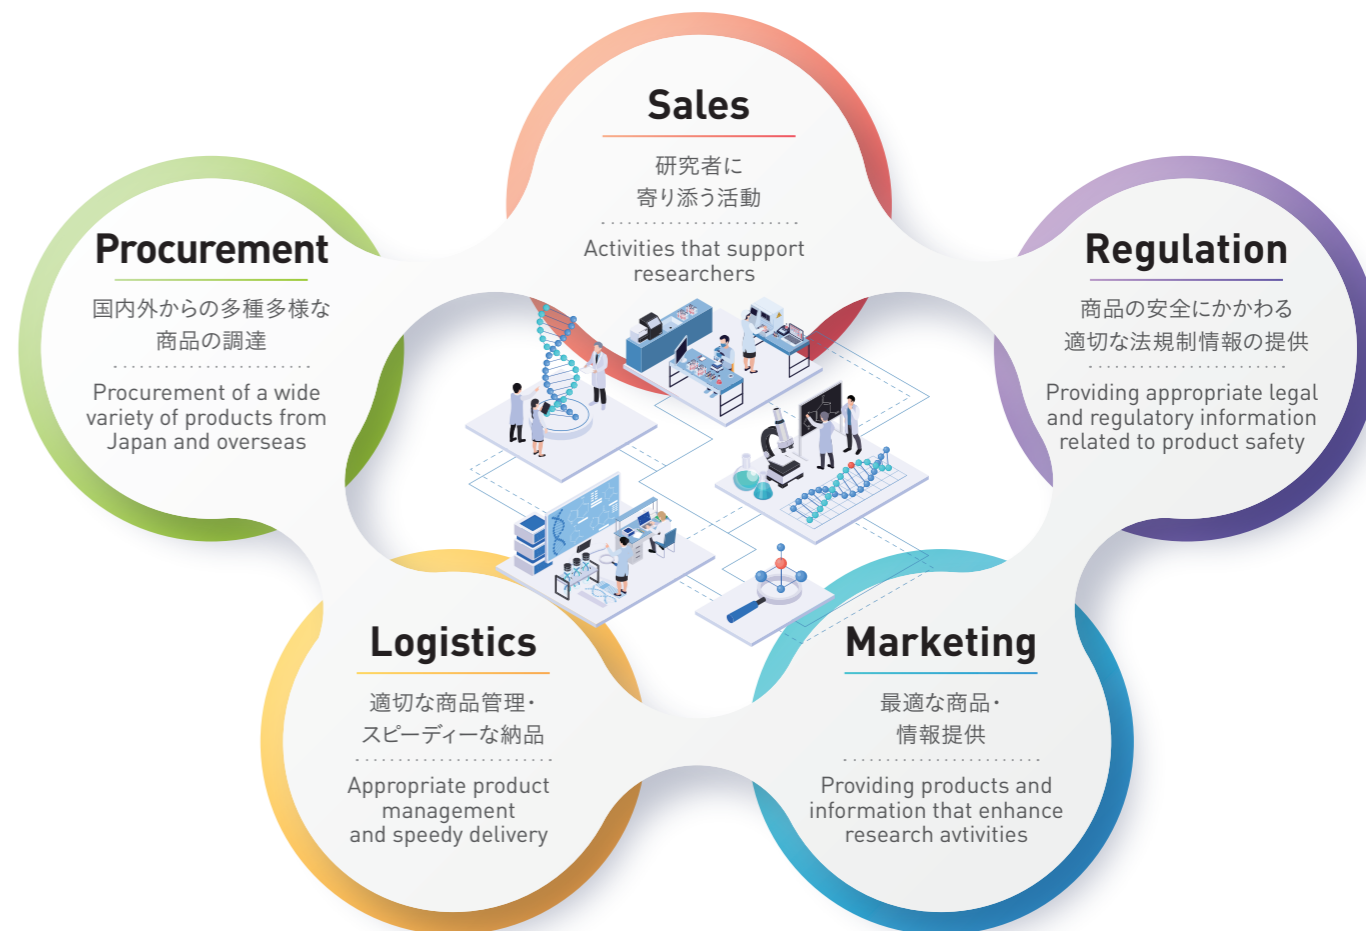 Sales
研究者に
寄り添う活動
Activities that support
researchers
Procurement
国内外からの多種多様な
商品の調達
Procurement of a wide
variety of products from
Japan and overseas
Regulation
商品の安全にかかわる
適切な法規制情報の提供
Providing appropriate legal
and regulatory information
related to product safety
Logistics
適切な商品管理・
スピーディーな納品
Appropriate product
management
and speedy delivery
Marketing
最適な商品・
情報提供
Providing products and
information that enhance
research avtivities